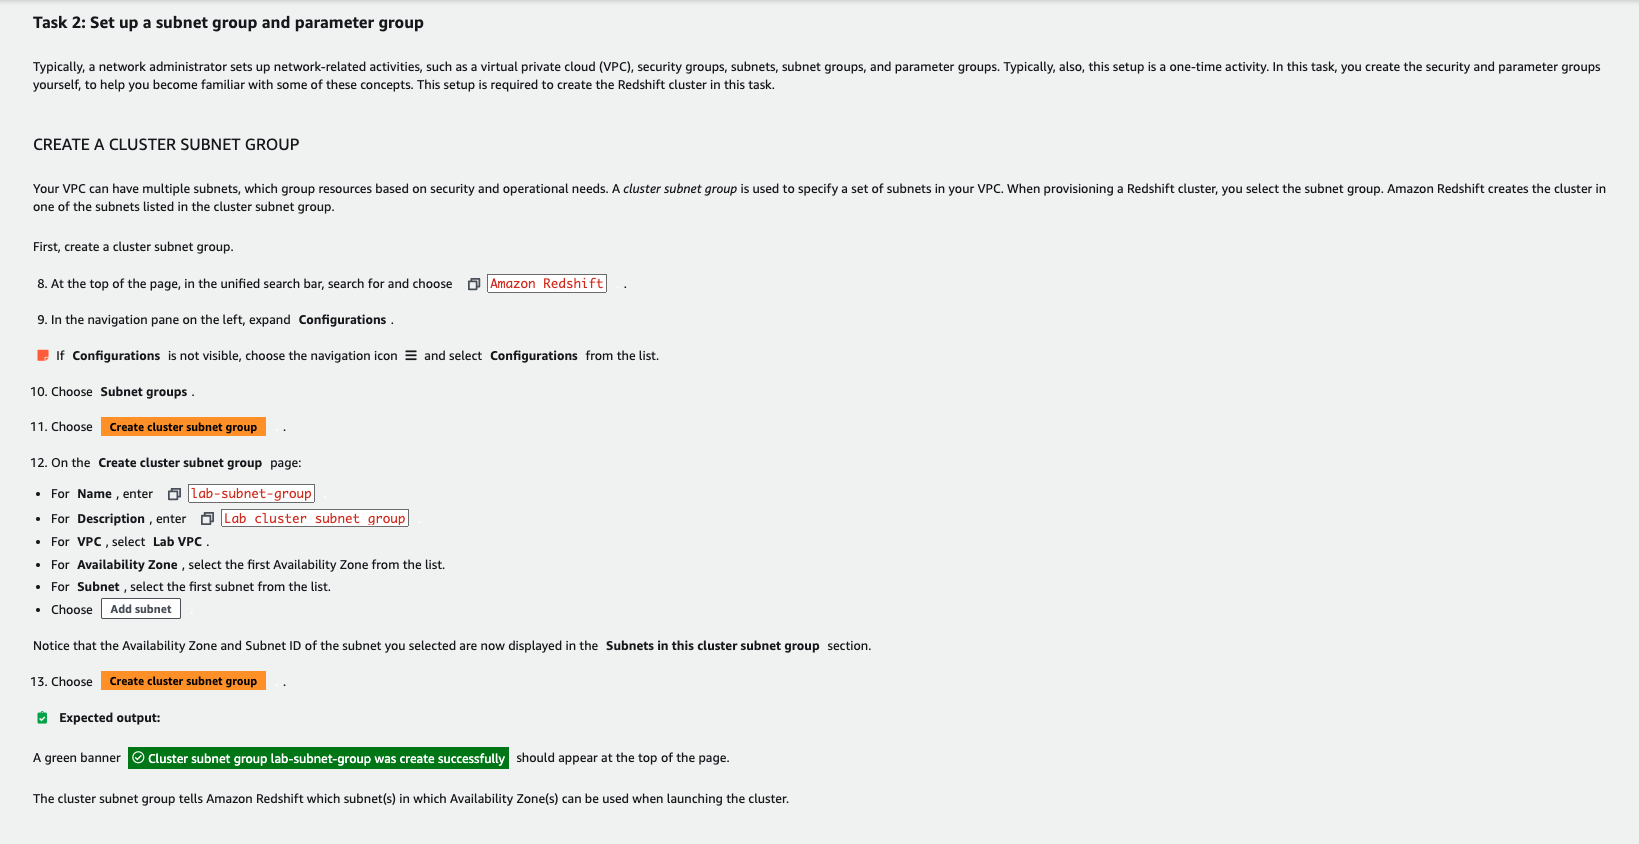 Task 2: Set up a subnet group and parameter group
Typically, a network administrator sets up network-related activities, such as a virtual private cloud (VPC), security groups, subnets, subnet groups, and parameter groups. Typically, also, this setup is a one-time activity. In this task, you create the security and parameter groups
yourself, to help you become familiar with some of these concepts. This setup is required to create the Redshift cluster in this task.
CREATE A CLUSTER SUBNET GROUP
Your VPC can have multiple subnets, which group resources based on security and operational needs. A cluster subnet group is used to specify a set of subnets in your VPC. When provisioning a Redshift cluster, you select the subnet group. Amazon Redshift creates the cluster in
one of the subnets listed in the cluster subnet group.
First, create a cluster subnet group.
8. At the top of the page, in the unified search bar, search for and choose Amazon Redshift .
9. In the navigation pane on the left, expand Configurations .
If Configurations is not visible, choose the navigation icon ☰ and select Configurations from the list.
10. Choose Subnet groups .
11. Choose Create cluster subnet group .
12. On the Create cluster subnet group page:
• For Name , enter lab-subnet-group
• For Description , enter Lab cluster subnet group
• For VPC , select Lab VPC .
• For Availability Zone , select the first Availability Zone from the list.
• For Subnet , select the first subnet from the list.
• Choose Add subnet
Notice that the Availability Zone and Subnet ID of the subnet you selected are now displayed in the Subnets in this cluster subnet group section.
13. Choose Create cluster subnet group .
Expected output:
A green banner Cluster subnet group lab-subnet-group was create successfully should appear at the top of the page.
The cluster subnet group tells Amazon Redshift which subnet(s) in which Availability Zone(s) can be used when launching the cluster.